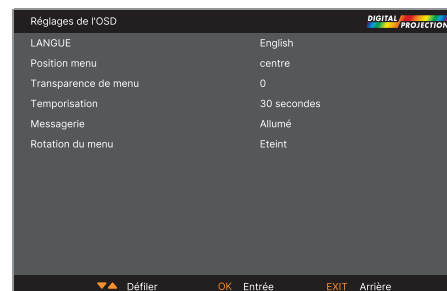 Réglages de l'OSD DIGITAL PROJECTION
LANGUE English
Position menu centre
Transparence de menu 0
Temporisation 30 secondes
Messagerie Allumé
Rotation du menu Eteint
▼▲ Défiler OK Entrée EXIT Arrière